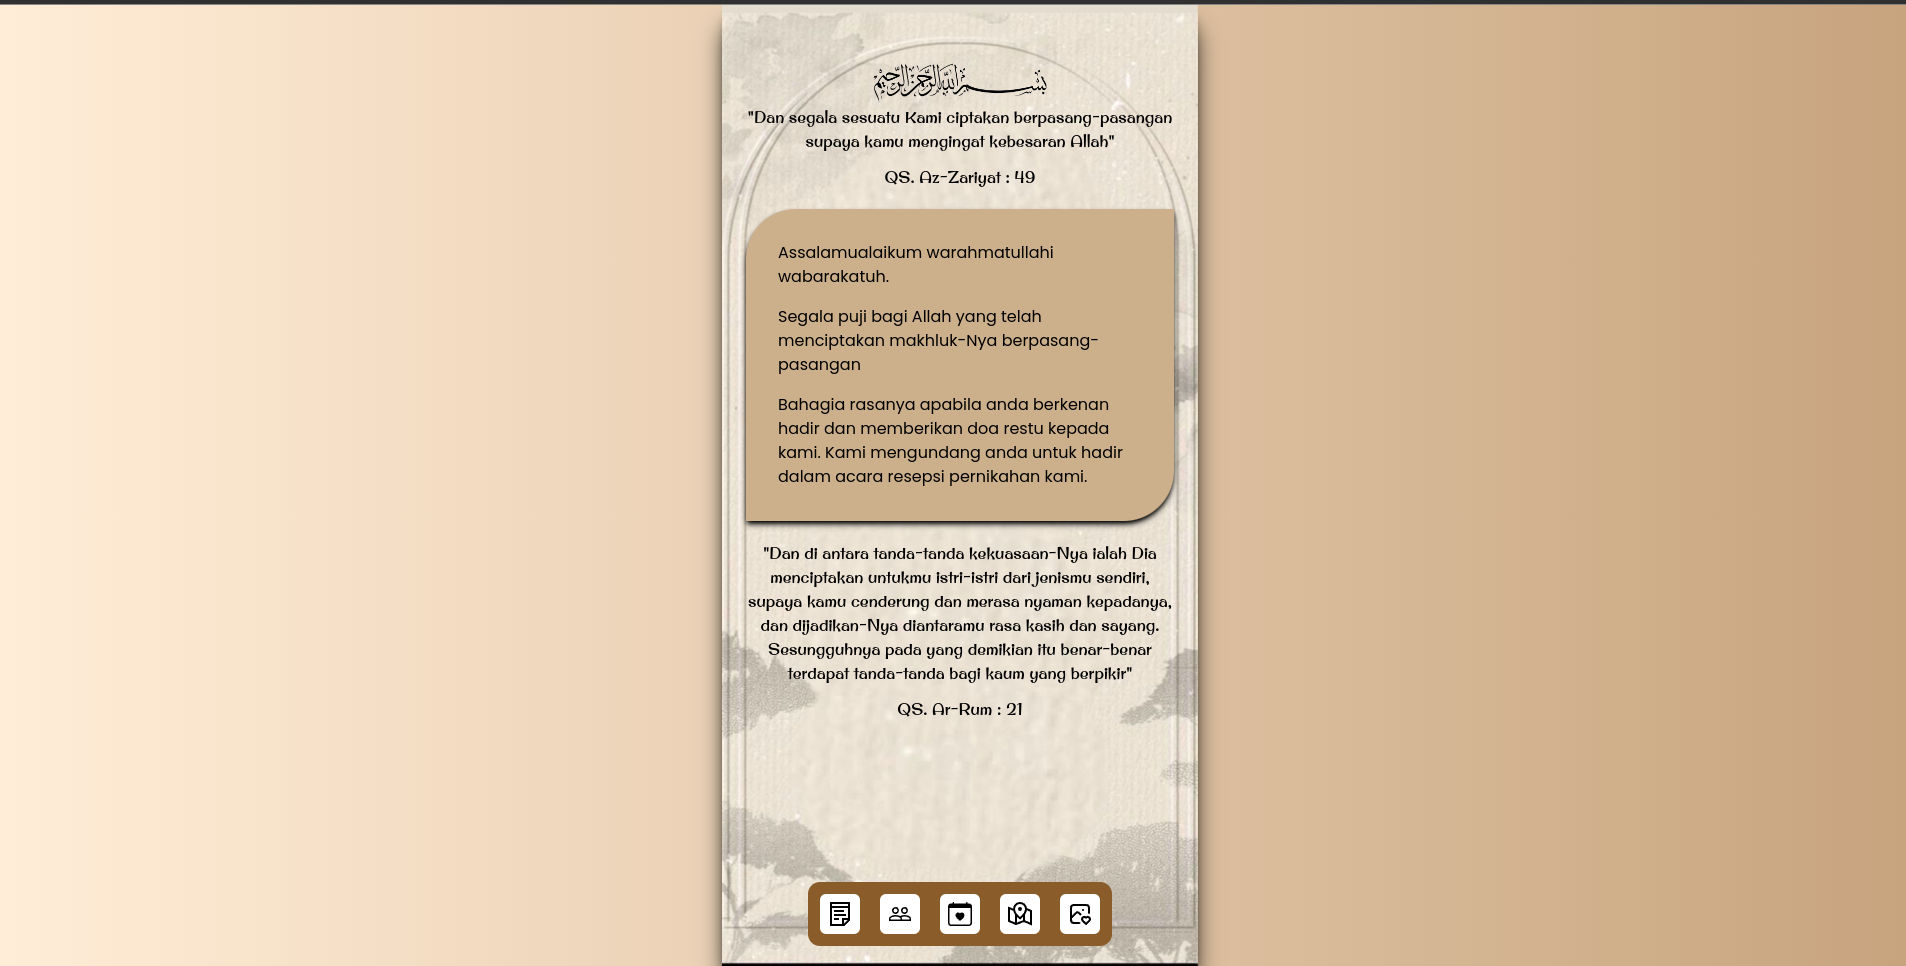 بسم الله الرحمن الرحيم
"Dan segala sesuatu Kami ciptakan berpasang-pasangan
supaya kamu mengingat kebesaran Allah"
QS. Az-Zariyat : 49
Assalamualaikum warahmatullahi
wabarakatuh.
Segala puji bagi Allah yang telah
menciptakan makhluk-Nya berpasang-
pasangan
Bahagia rasanya apabila anda berkenan
hadir dan memberikan doa restu kepada
kami. Kami mengundang anda untuk hadir
dalam acara resepsi pernikahan kami.
"Dan di antara tanda-tanda kekuasaan-Nya ialah Dia
menciptakan untukmu istri-istri dari jenismu sendiri,
supaya kamu cenderung dan merasa nyaman kepadanya,
dan dijadikan-Nya diantaramu rasa kasih dan sayang.
Sesungguhnya pada yang demikian itu benar-benar
terdapat tanda-tanda bagi kaum yang berpikir"
QS. Ar-Rum : 21